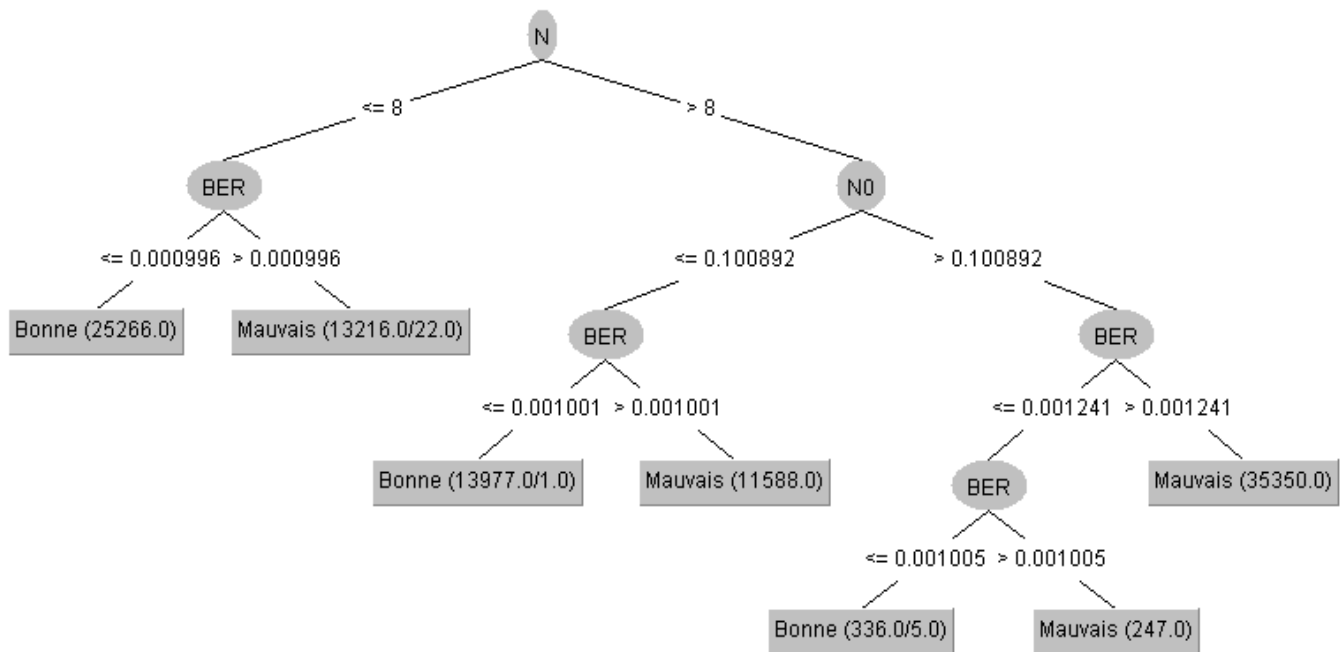 N
<= 8 > 8
BER N0
<= 0.000996 > 0.000996 <= 0.100892 > 0.100892
Bonne (25266.0) Mauvais (13216.0/22.0) BER BER
<= 0.001001 > 0.001001 <= 0.001241 > 0.001241
Bonne (13977.0/1.0) Mauvais (11588.0) BER Mauvais (35350.0)
<= 0.001005 > 0.001005
Bonne (336.0/5.0) Mauvais (247.0)